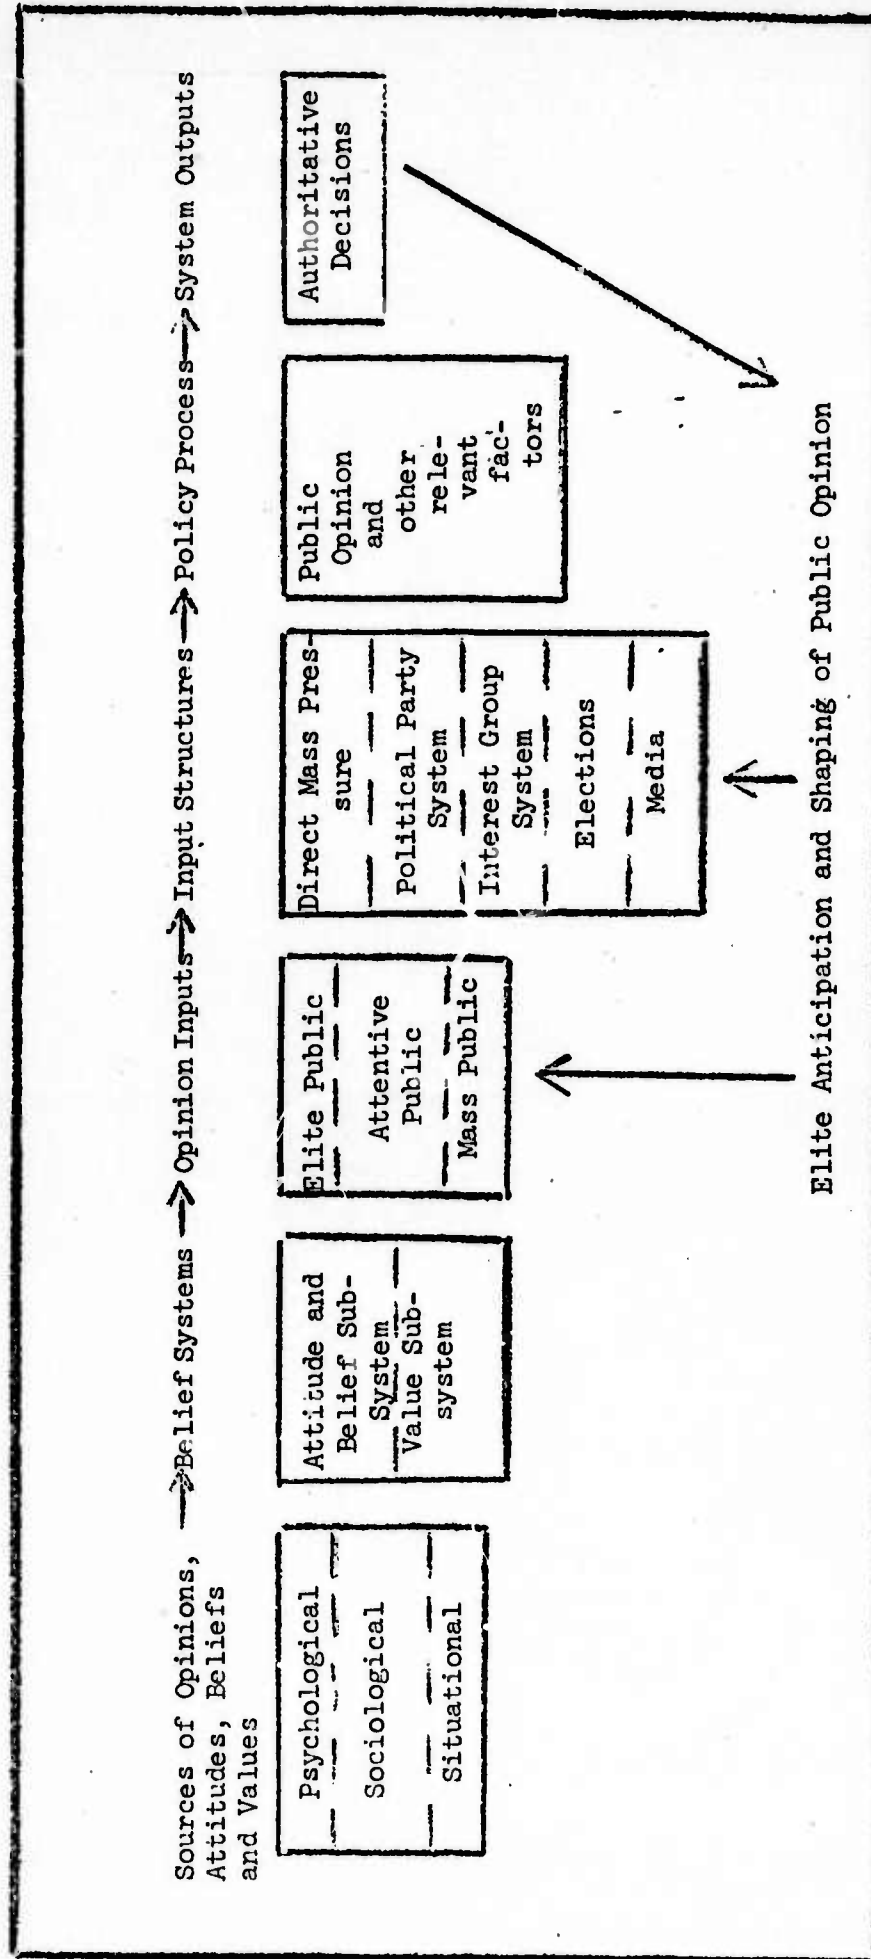 Sources of Opinions, → Belief Systems → Opinion Inputs → Input Structures → Policy Process → System Outputs
Attitudes, Beliefs
and Values
Psychological
Sociological
Situational
Attitude and
Belief Sub-
System
Value Sub-
system
Elite Public
Attentive
Public
Mass Public
Direct Mass Pres-
sure
Political Party
System
Interest Group
System
Elections
Media
Public
Opinion
and
other
rele-
vant
fac-
tors
Authoritative
Decisions
Elite Anticipation and Shaping of Public Opinion